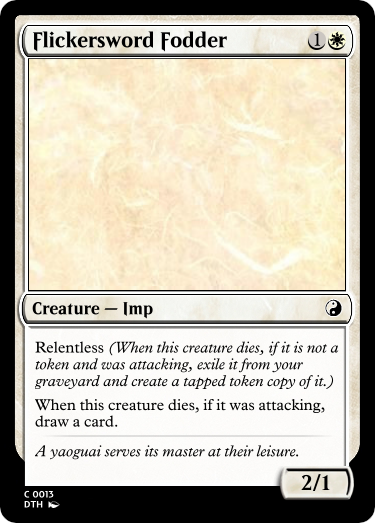 Flickersword Fodder 1
Creature — Imp
Relentless (When this creature dies, if it is not a
token and was attacking, exile it from your
graveyard and create a tapped token copy of it.)
When this creature dies, if it was attacking,
draw a card.
A yaoguai serves its master at their leisure.
2/1
C 0013
DTH